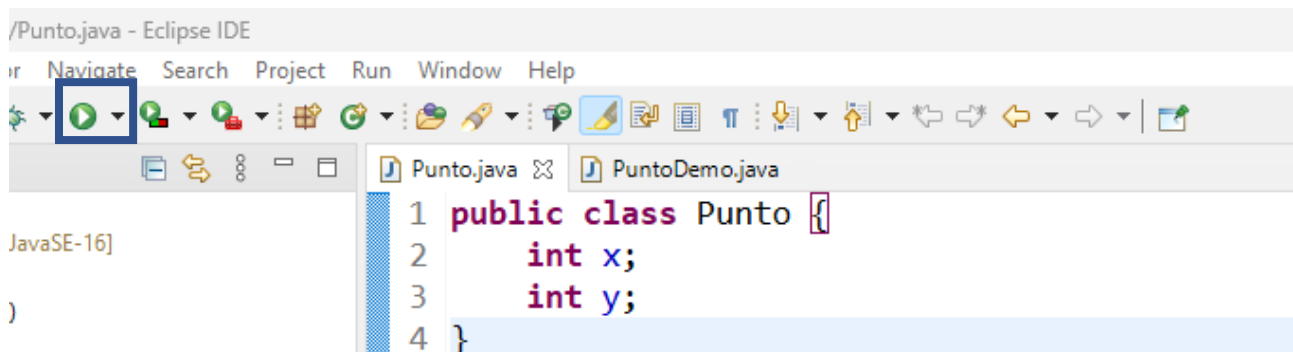 /Punto.java - Eclipse IDE
or Navigate Search Project Run Window Help
Punto.java PuntoDemo.java
JavaSE-16]
)
1 public class Punto {
2 int x;
3 int y;
4 }